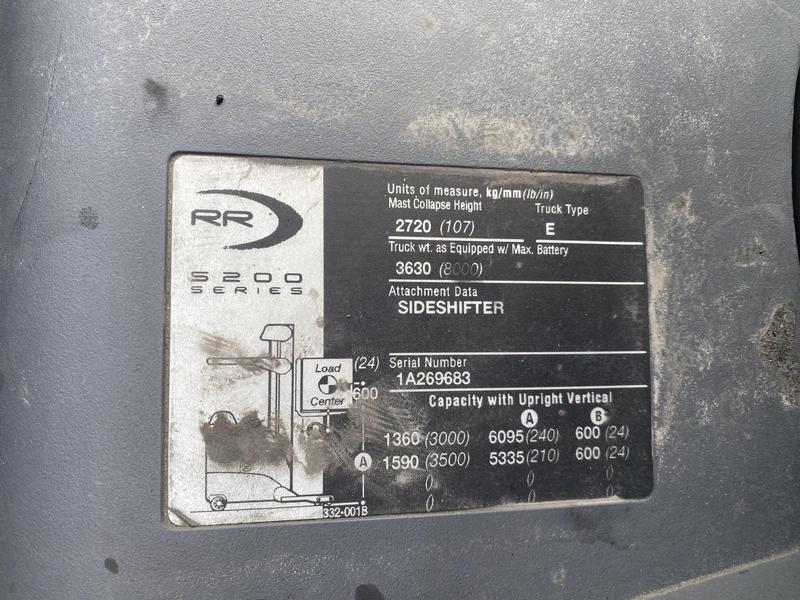 RR
5200
SERIES
Units of measure, kg/mm (lb/in)
Mast Collapse Height
Truck Type
2720 (107)
E
Truck wt. as Equipped w/ Max. Battery
3630 (8000)
Attachment Data
SIDESHIFTER
Serial Number
1A269683
Capacity with Upright Vertical
A B
1360 (3000) 6095 (240) 600 (24)
1590 (3500) 5335 (210) 600 (24)
() () ()
() () ()
Load
Center
(24)
600
A
332-001B